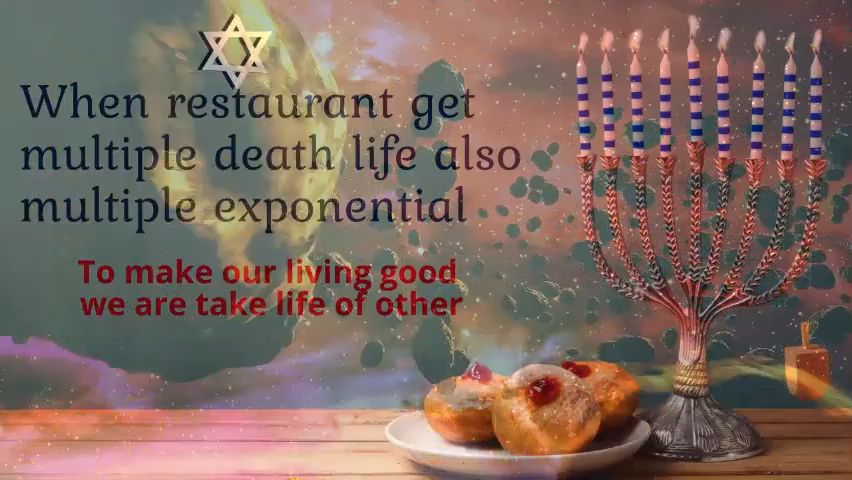 When restaurant get
multiple death life also
multiple exponential
To make our living good
we are take life of other